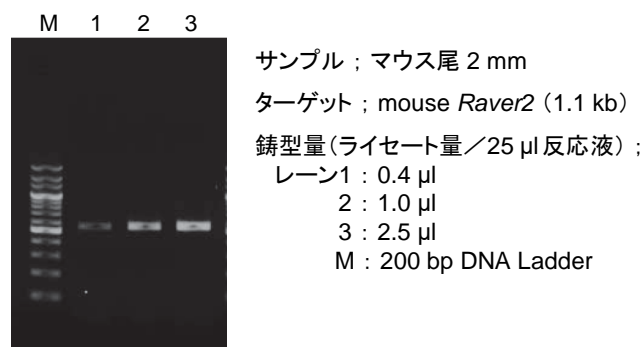 M 1 2 3
サンプル ; マウス尾 2 mm
ターゲット ; mouse Raver2 (1.1 kb)
鋳型量(ライセート量/25 μl 反応液) ;
レーン1 : 0.4 μl
2 : 1.0 μl
3 : 2.5 μl
M : 200 bp DNA Ladder